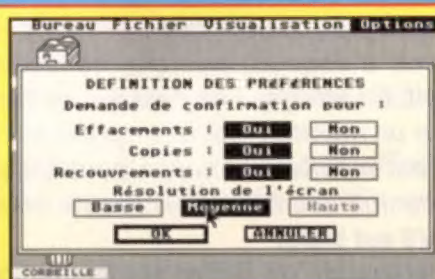 Bureau Fichier Visualisation Options
DEFINITION DES PRéFéRENCES
Demande de confirmation pour :
Effacements : Oui Non
Copies : Oui Non
Recouvrements : Oui Non
Résolution de l'écran
Basse Moyenne Haute
OK ANNULER
CORBEILLE